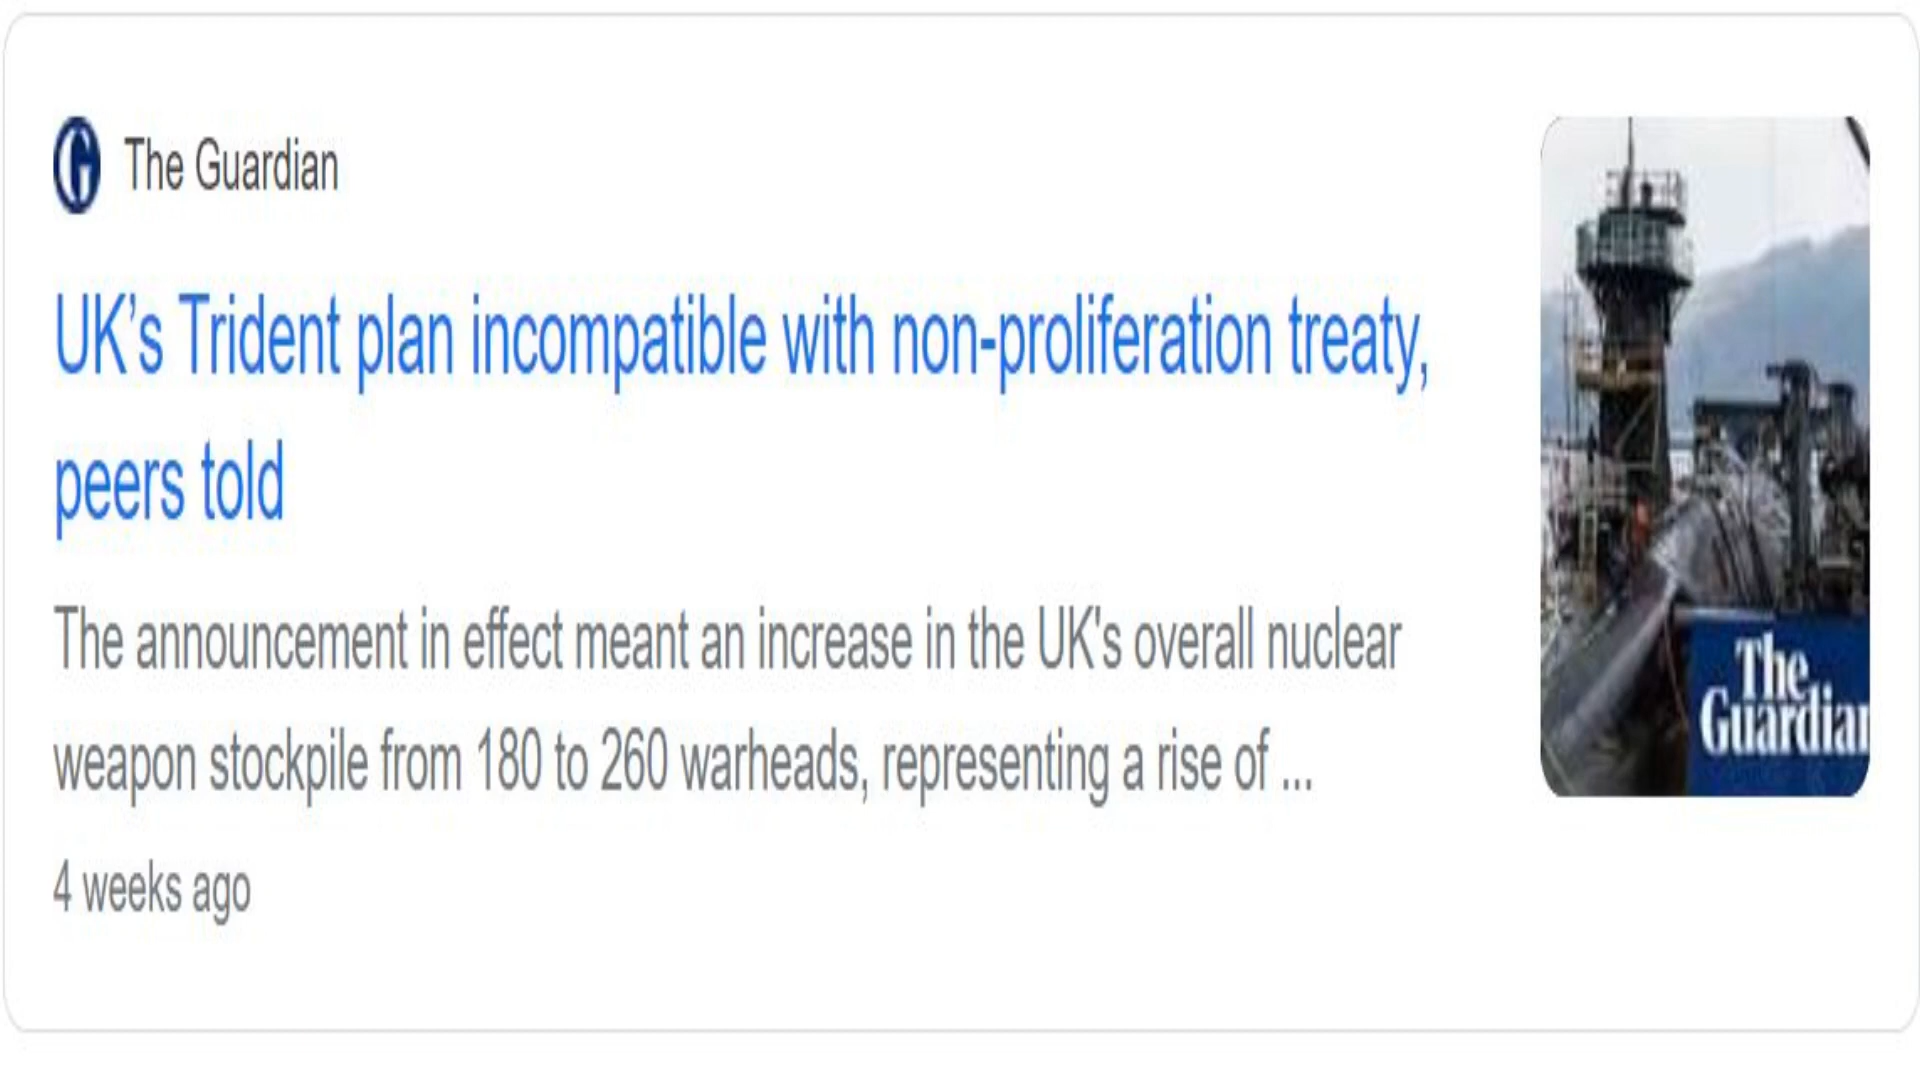 The Guardian
UK’s Trident plan incompatible with non-proliferation treaty,
peers told
The announcement in effect meant an increase in the UK's overall nuclear
weapon stockpile from 180 to 260 warheads, representing a rise of ...
4 weeks ago
The
Guardian